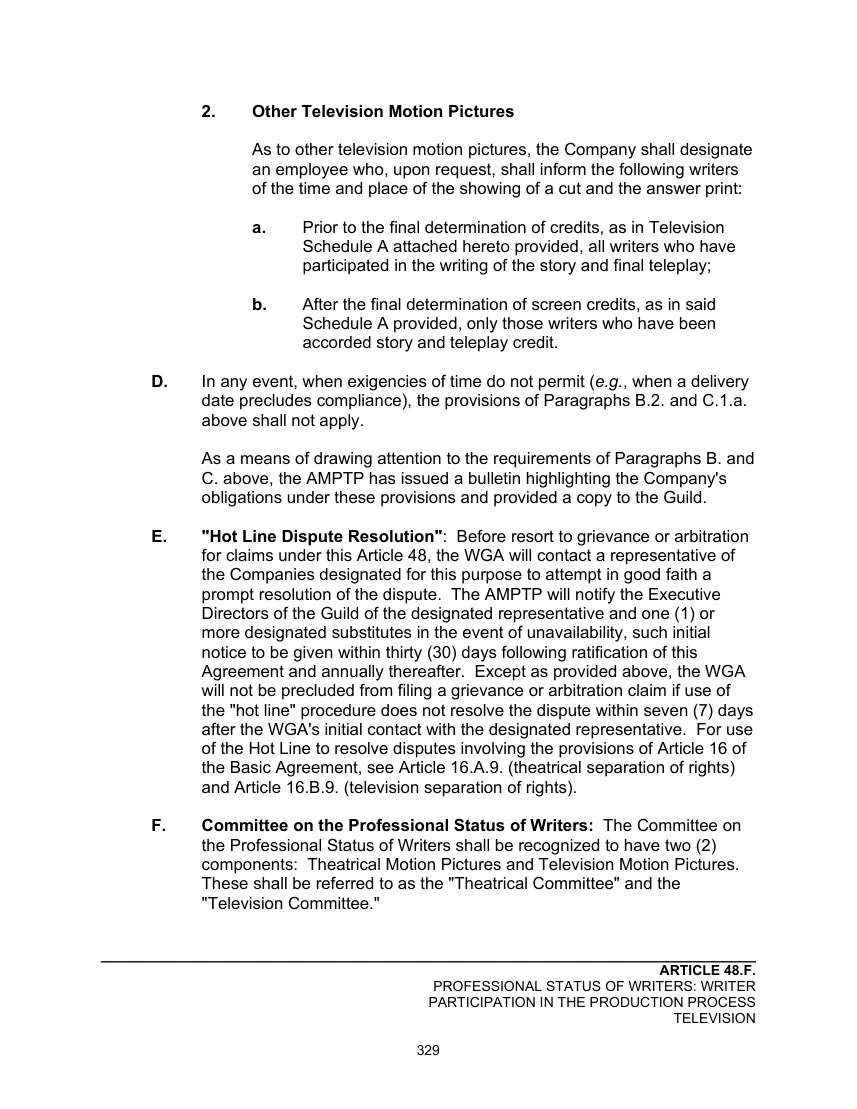 2. Other Television Motion Pictures
As to other television motion pictures, the Company shall designate
an employee who, upon request, shall inform the following writers
of the time and place of the showing of a cut and the answer print:
a. Prior to the final determination of credits, as in Television
Schedule A attached hereto provided, all writers who have
participated in the writing of the story and final teleplay;
b. After the final determination of screen credits, as in said
Schedule A provided, only those writers who have been
accorded story and teleplay credit.
D. In any event, when exigencies of time do not permit (e.g., when a delivery
date precludes compliance), the provisions of Paragraphs B.2. and C.1.a.
above shall not apply.
As a means of drawing attention to the requirements of Paragraphs B. and
C. above, the AMPTP has issued a bulletin highlighting the Company's
obligations under these provisions and provided a copy to the Guild.
E. "Hot Line Dispute Resolution": Before resort to grievance or arbitration
for claims under this Article 48, the WGA will contact a representative of
the Companies designated for this purpose to attempt in good faith a
prompt resolution of the dispute. The AMPTP will notify the Executive
Directors of the Guild of the designated representative and one (1) or
more designated substitutes in the event of unavailability, such initial
notice to be given within thirty (30) days following ratification of this
Agreement and annually thereafter. Except as provided above, the WGA
will not be precluded from filing a grievance or arbitration claim if use of
the "hot line" procedure does not resolve the dispute within seven (7) days
after the WGA's initial contact with the designated representative. For use
of the Hot Line to resolve disputes involving the provisions of Article 16 of
the Basic Agreement, see Article 16.A.9. (theatrical separation of rights)
and Article 16.B.9. (television separation of rights).
F. Committee on the Professional Status of Writers: The Committee on
the Professional Status of Writers shall be recognized to have two (2)
components: Theatrical Motion Pictures and Television Motion Pictures.
These shall be referred to as the "Theatrical Committee" and the
"Television Committee."
ARTICLE 48.F.
PROFESSIONAL STATUS OF WRITERS: WRITER
PARTICIPATION IN THE PRODUCTION PROCESS
TELEVISION
329